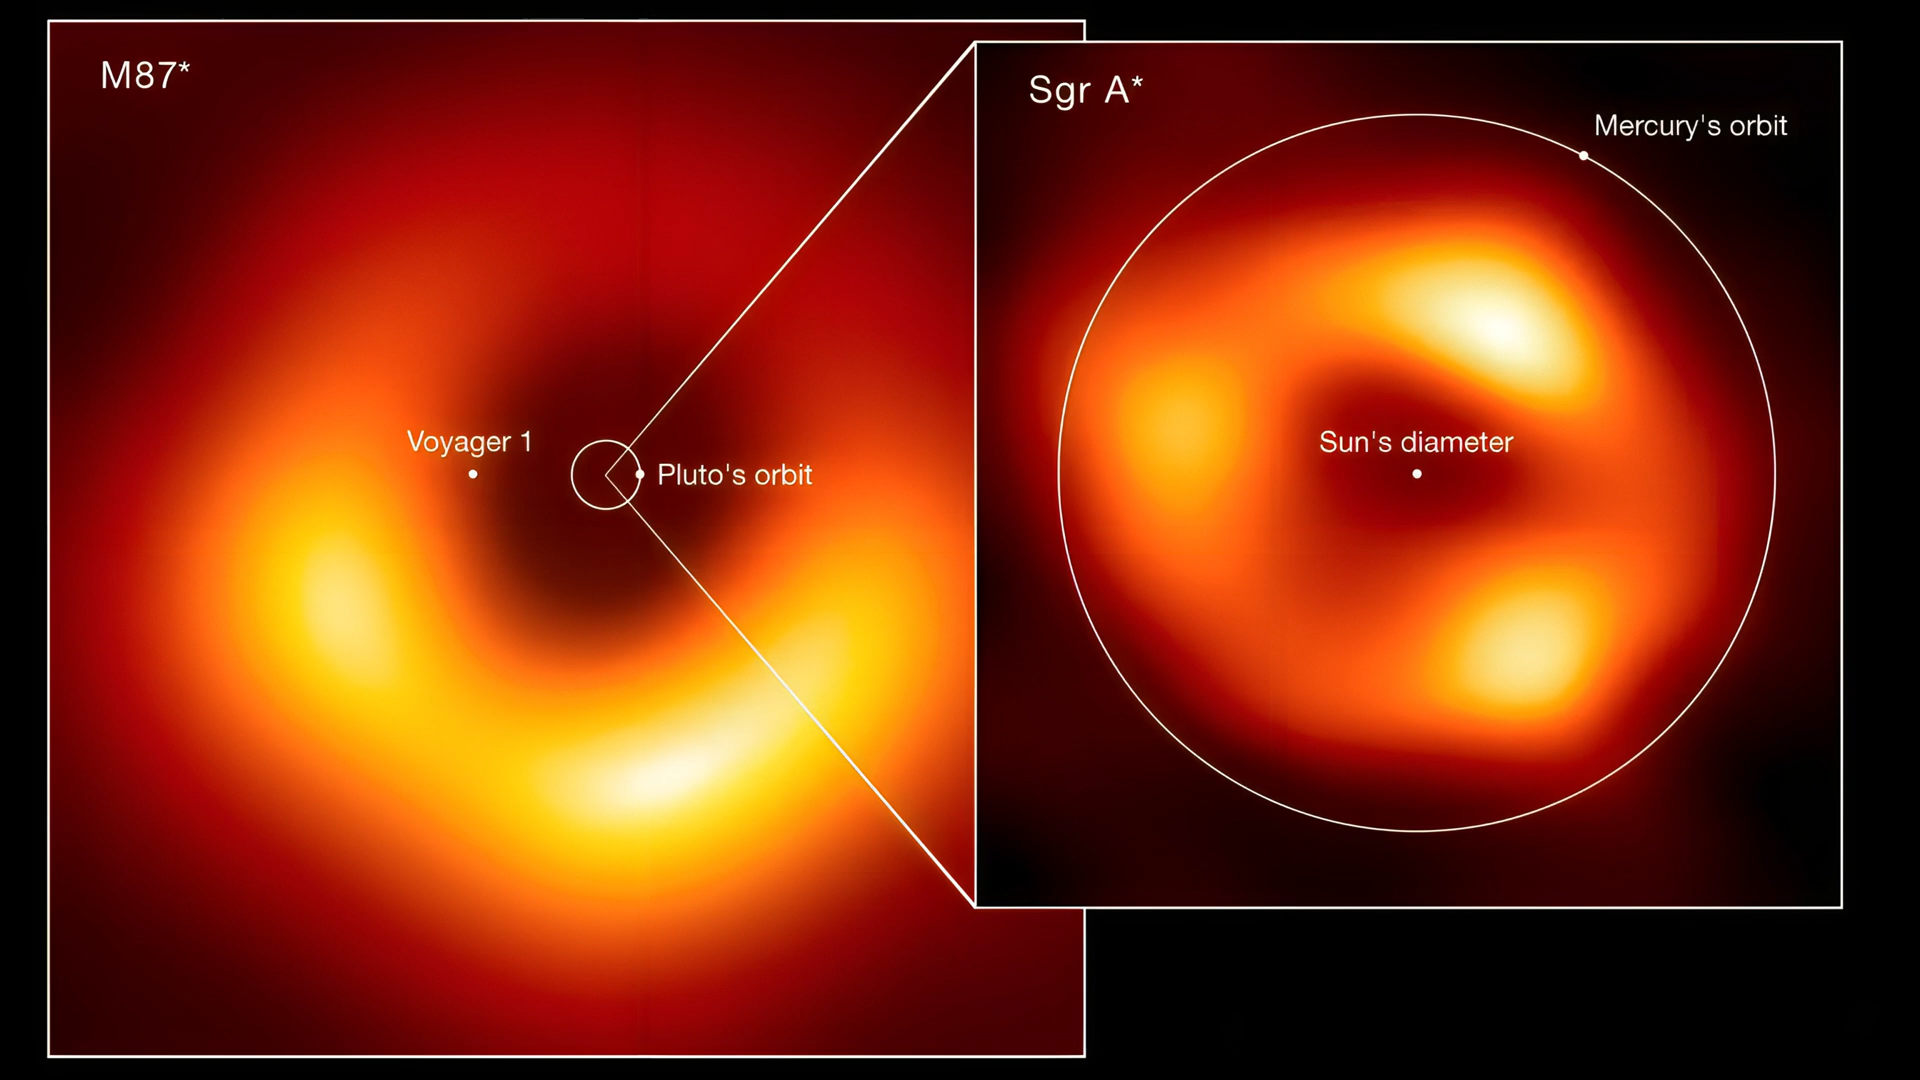 M87*
Voyager 1
Pluto's orbit
Sgr A*
Mercury's orbit
Sun's diameter